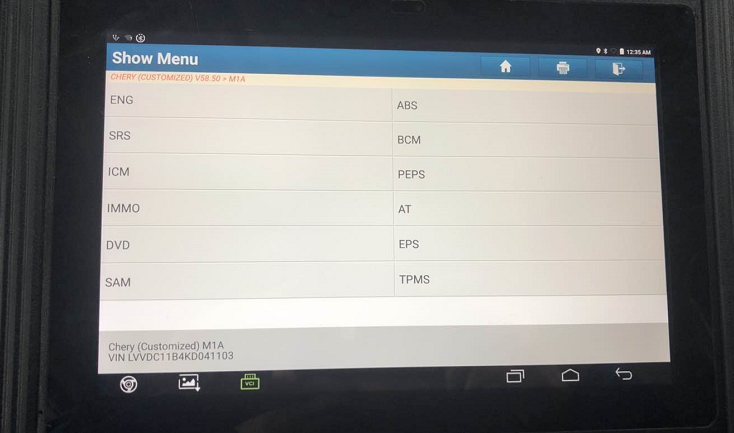 12:35 AM
Show Menu
CHERY (CUSTOMIZED) V58.50 > M1A
ENG
ABS
SRS
BCM
ICM
PEPS
IMMO
AT
DVD
EPS
SAM
TPMS
Chery (Customized) M1A
VIN LVVDC11B4KD041103
VCI